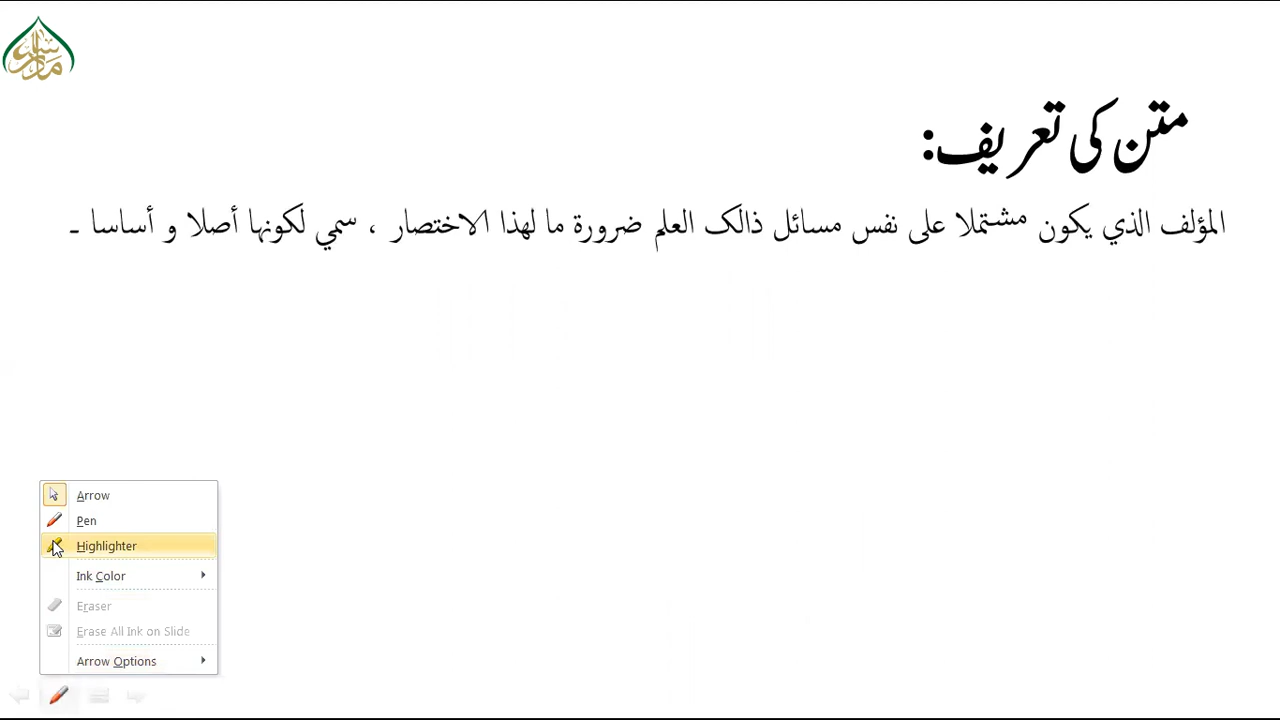 متن کی تعریف:
المؤلف الذي يكون مشتملا على نفس مسائل ذالک العلم ضرورة ما لهذا الاختصار ، سمي لكونها أصلا و أساسا ۔
Arrow
Pen
Highlighter
Ink Color
Eraser
Erase All Ink on Slide
Arrow Options